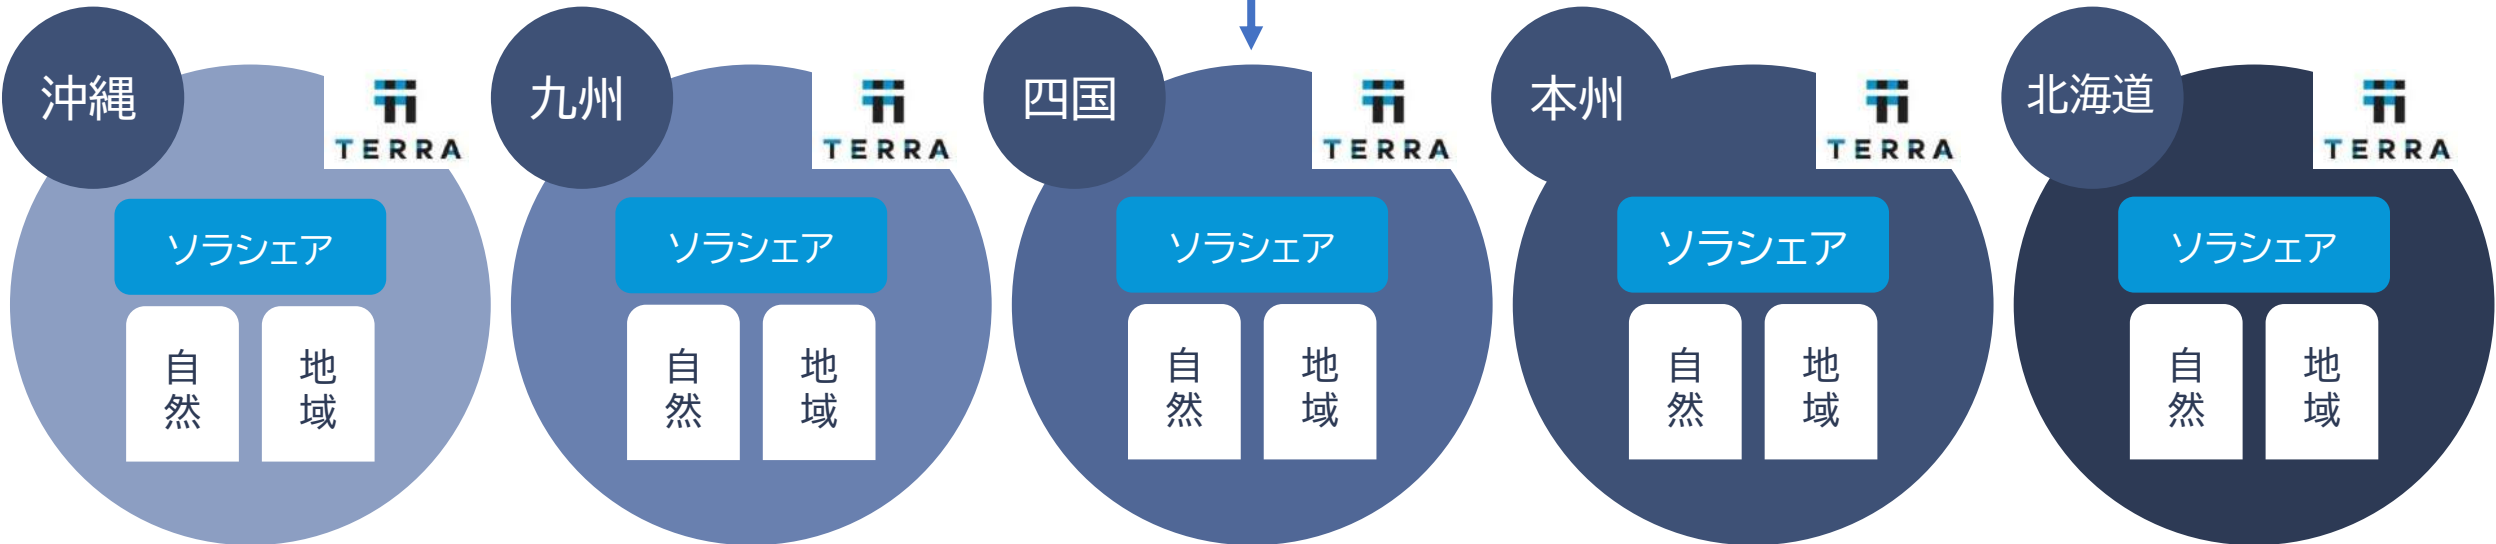 沖縄
TERRA
ソラシェア
自然
地域
九州
TERRA
ソラシェア
自然
地域
四国
TERRA
ソラシェア
自然
地域
本州
TERRA
ソラシェア
自然
地域
北海道
TERRA
ソラシェア
自然
地域